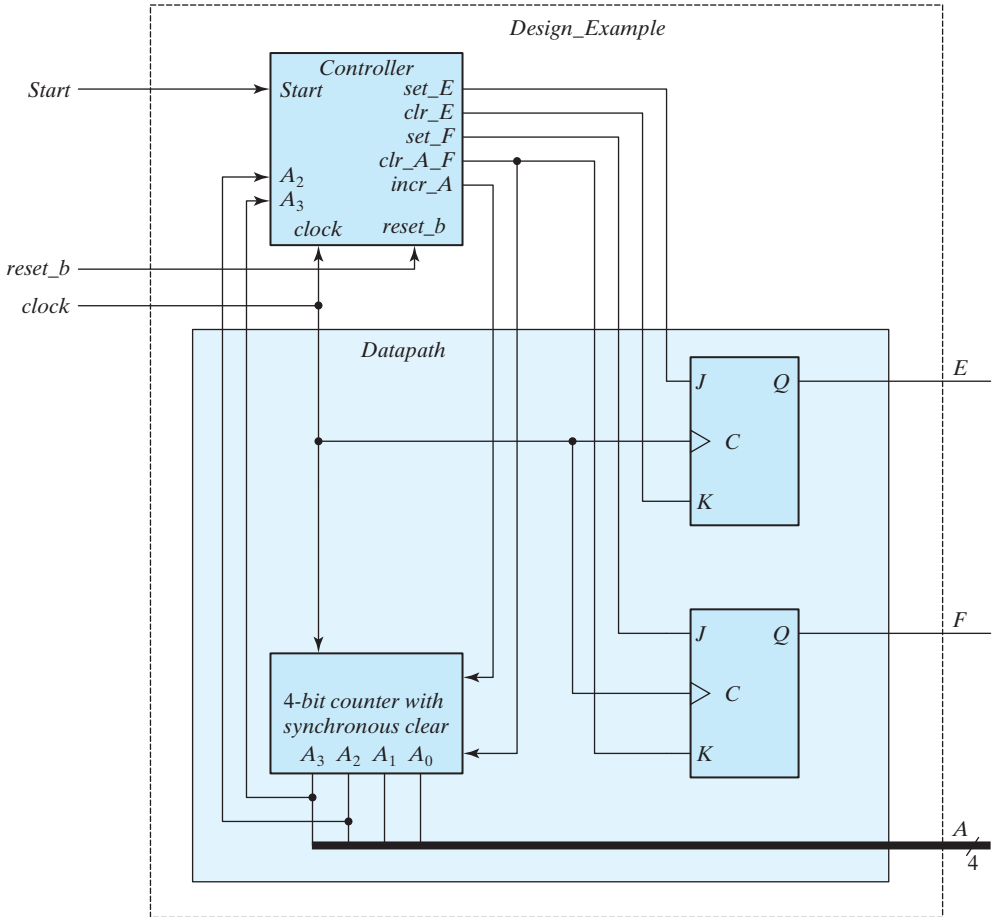 Design_Example
Controller
Start
Start
set_E
clr_E
set_F
clr_A_F
incr_A
A2
A3
clock
reset_b
reset_b
clock
Datapath
J
Q
C
K
E
J
Q
C
K
F
4-bit counter with
synchronous clear
A3 A2 A1 A0
A
4